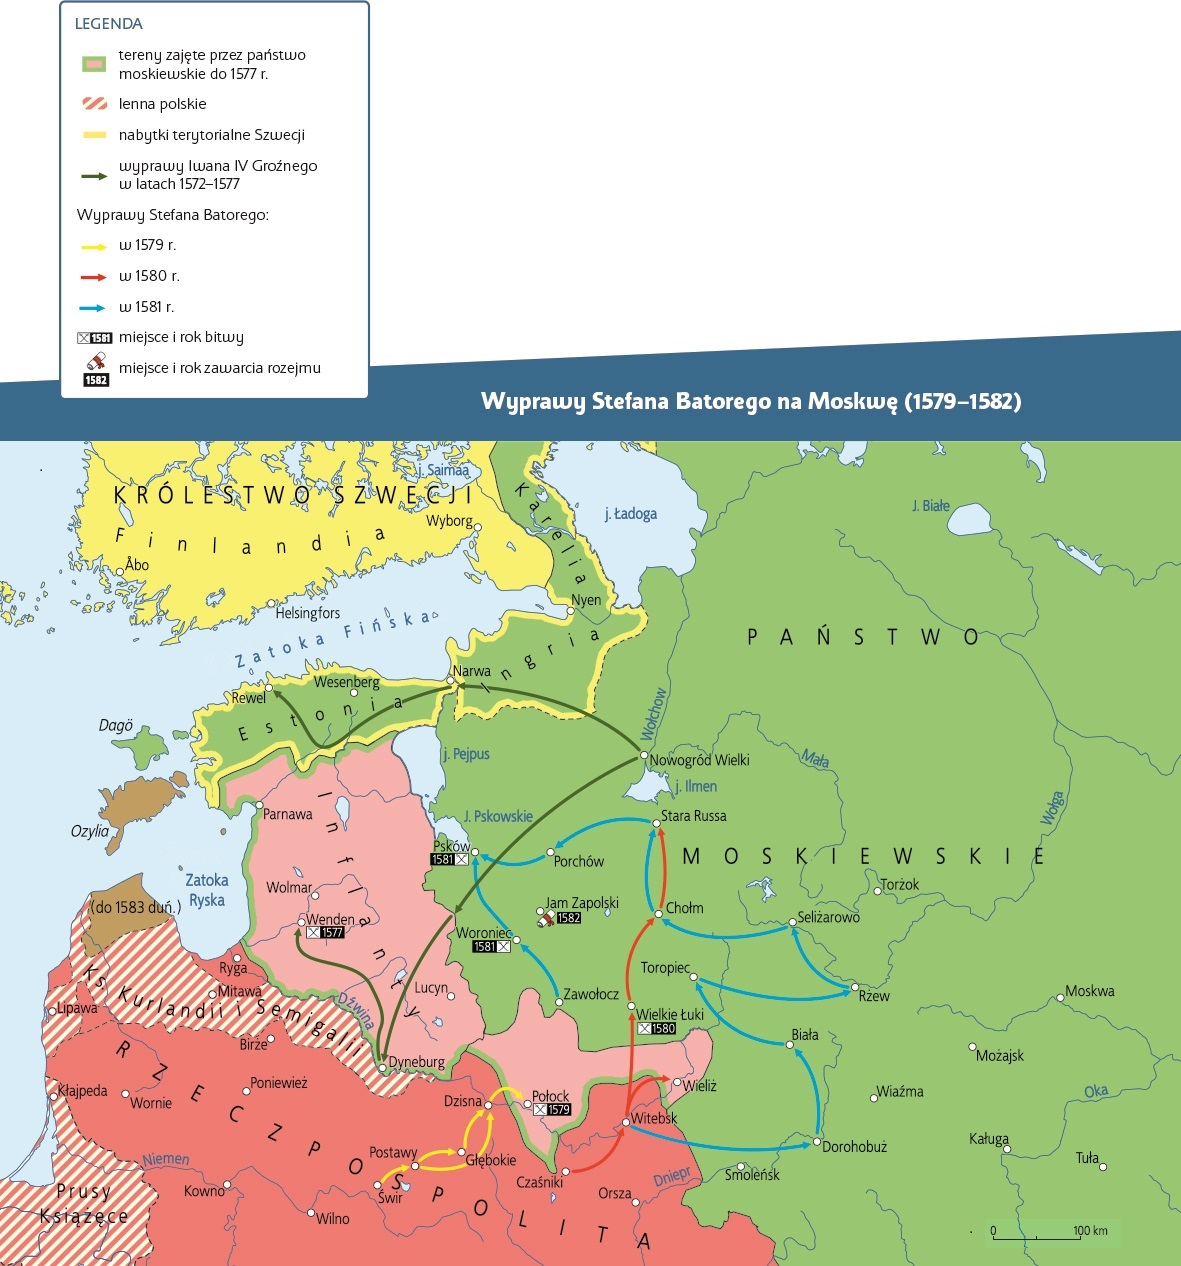 LEGENDA
tereny zajęte przez państwo
moskiewskie do 1577 r.
lenna polskie
nabytki terytorialne Szwecji
wyprawy Iwana IV Groźnego
w latach 1572–1577
Wyprawy Stefana Batorego:
w 1579 r.
w 1580 r.
w 1581 r.
1581 miejsce i rok bitwy
miejsce i rok zawarcia rozejmu
1582
Wyprawy Stefana Batorego na Moskwę (1579–1582)
j. Saimaa
KRÓLESTWO SZWECJI
Karelia
j. Ładoga
J. Białe
Wyborg
Finlandia
Åbo
Helsingfors
Nyen
Zatoka Fińska
PAŃSTWO
Ingria
Narwa
Wesenberg
Rewel
Estonia
Wołchow
Dagö
j. Pejpus
Nowogród Wielki
Mała
j. Ilmen
Wołga
Ozylia
Parnawa
Inflanty
J. Pskowskie
Stara Russa
Psków
1581
Porchów
MOSKIEWSKIE
Zatoka
Ryska
Wolmar
Torżok
(do 1583 duń.)
Jam Zapolski
1582
Chołm
Wenden
1577
Seliżarowo
Woroniec
1581
Ryga
Toropiec
Ks. Kurlandii i Semigalii
Mitawa
Lucyn
Zawołocz
Rżew
Moskwa
Dźwina
Lipawa
Wielkie Łuki
1580
Birże
Biała
Możajsk
RZECZPOSPOLITA
Dyneburg
Kłajpeda
Poniewież
Wieliż
Wornie
Dzisna
Połock
1579
Wiaźma
Oka
Witebsk
Kaługa
Dorohobuż
Postawy
Głębokie
Niemen
Tuła
Smoleńsk
Dniepr
Czaśniki
Prusy
Książęce
Kowno
Świr
Orsza
Wilno
0 100 km